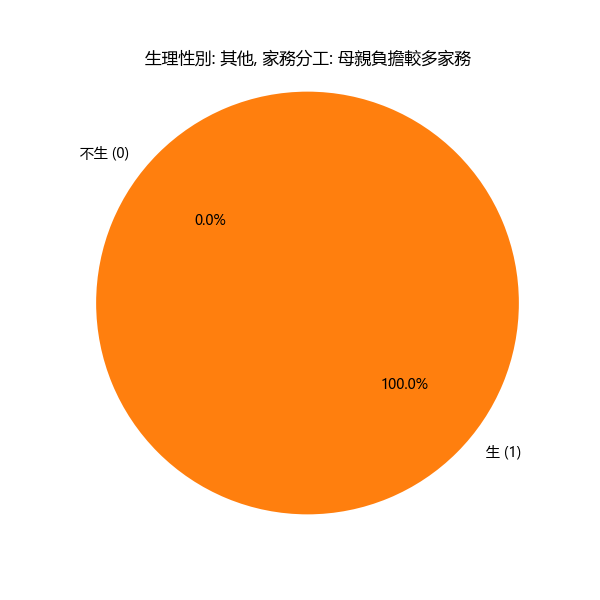 生理性別: 其他, 家務分工: 母親負擔較多家務
不生 (0)
0.0%
100.0%
生 (1)